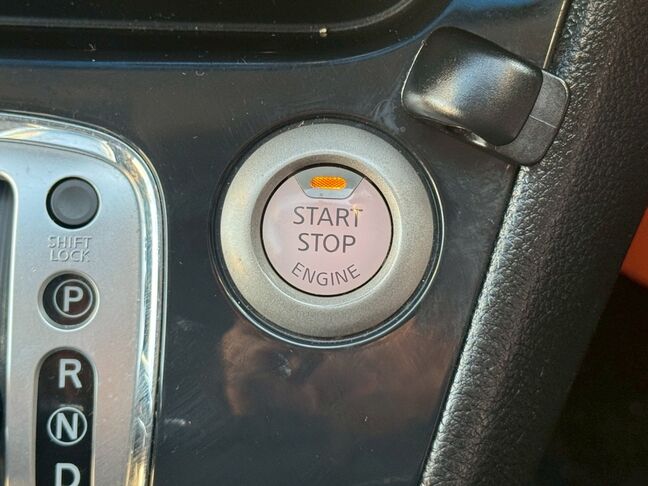 START
STOP
ENGINE
SHIFT
LOCK
P
R
N
D